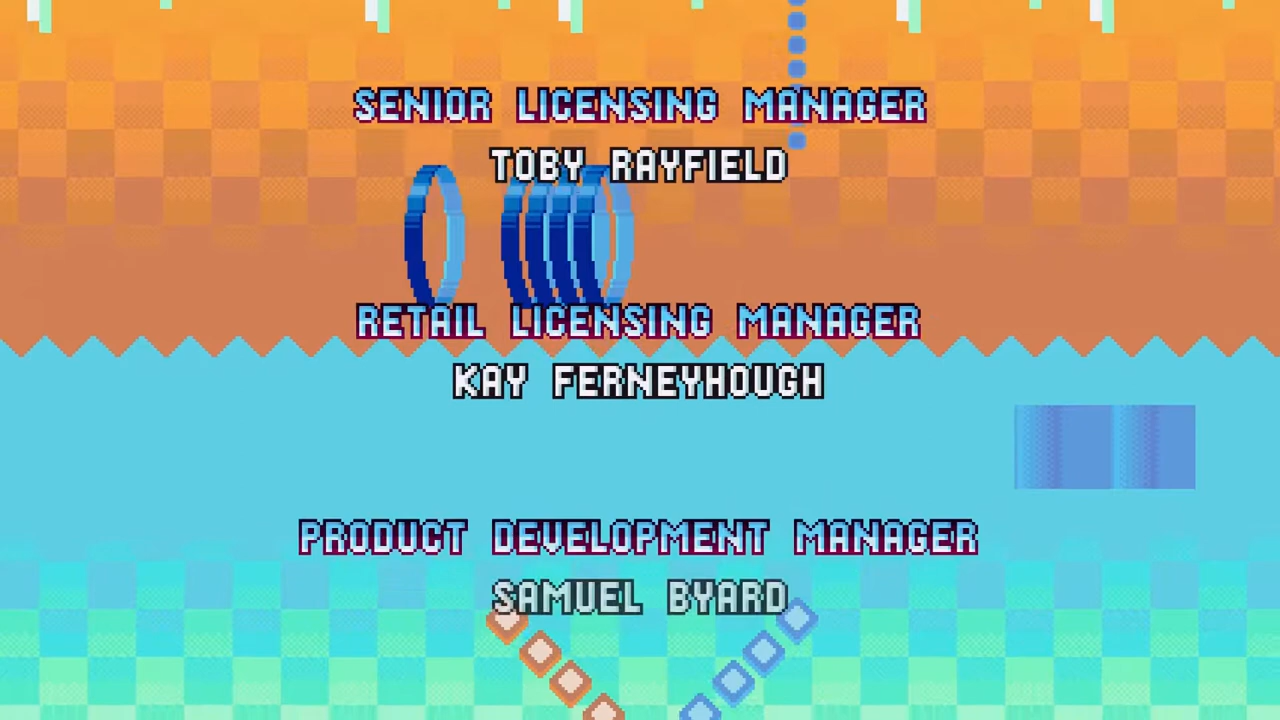 SENIOR LICENSING MANAGER
TOBY RAYFIELD
RETAIL LICENSING MANAGER
KAY FERNEYHOUGH
PRODUCT DEVELOPMENT MANAGER
SAMUEL BYARD